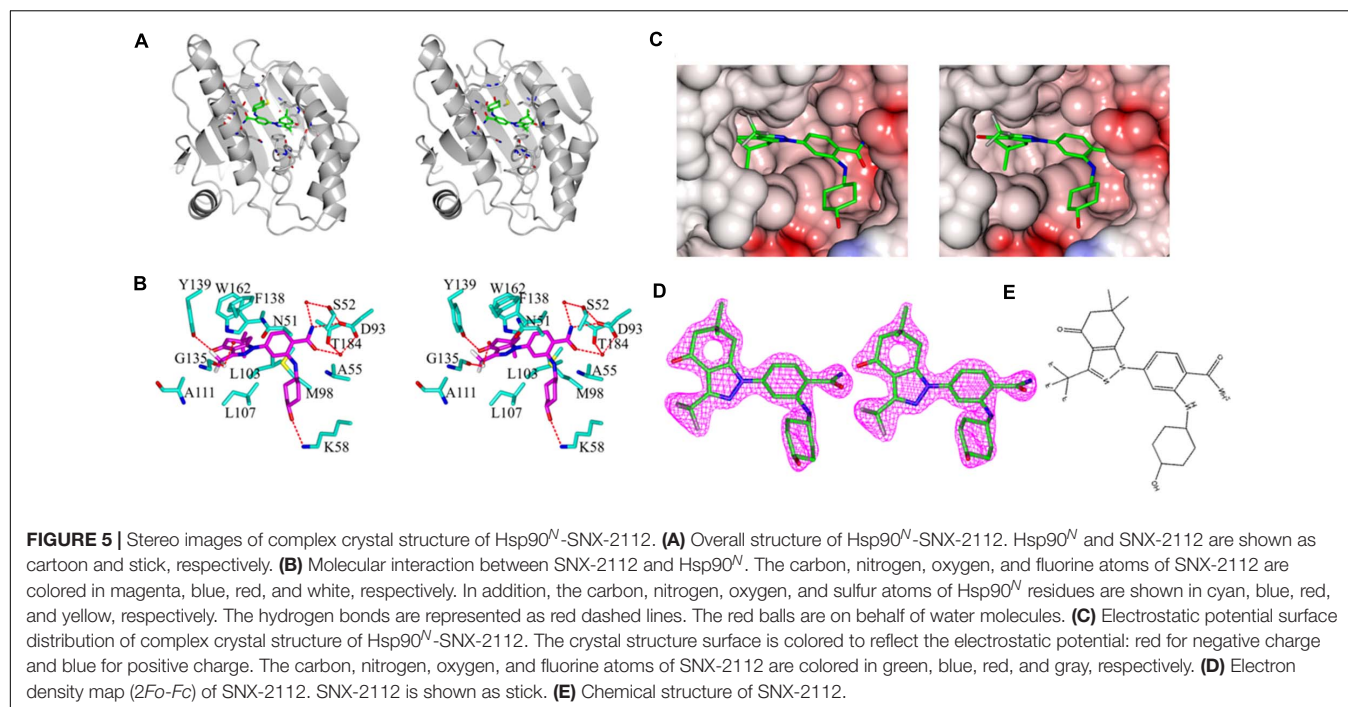 A
C
Y139
W162
F138
S52
N51
D93
T184
G135
L103
A55
A111
M98
L107
K58
Y139
W162
F138
S52
N51
D93
T184
G135
L103
A55
A111
M98
L107
K58
B
D
E
O
F
F
F
N
N
O
NH2
N
H
OH
FIGURE 5 | Stereo images of complex crystal structure of Hsp90N-SNX-2112. (A) Overall structure of Hsp90N-SNX-2112. Hsp90N and SNX-2112 are shown as
cartoon and stick, respectively. (B) Molecular interaction between SNX-2112 and Hsp90N. The carbon, nitrogen, oxygen, and fluorine atoms of SNX-2112 are
colored in magenta, blue, red, and white, respectively. In addition, the carbon, nitrogen, oxygen, and sulfur atoms of Hsp90N residues are shown in cyan, blue, red,
and yellow, respectively. The hydrogen bonds are represented as red dashed lines. The red balls are on behalf of water molecules. (C) Electrostatic potential surface
distribution of complex crystal structure of Hsp90N-SNX-2112. The crystal structure surface is colored to reflect the electrostatic potential: red for negative charge
and blue for positive charge. The carbon, nitrogen, oxygen, and fluorine atoms of SNX-2112 are colored in green, blue, red, and gray, respectively. (D) Electron
density map (2Fo-Fc) of SNX-2112. SNX-2112 is shown as stick. (E) Chemical structure of SNX-2112.